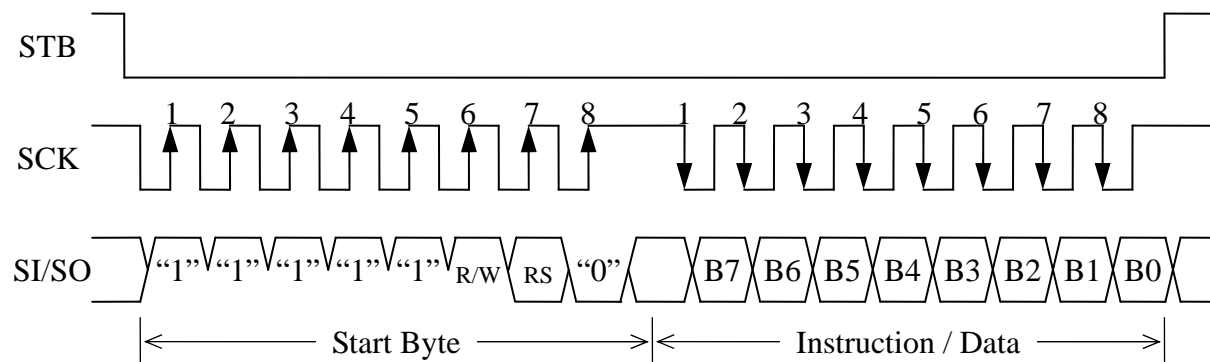 STB
1 2 3 4 5 6 7 8 1 2 3 4 5 6 7 8
SCK
SI/SO “1” “1” “1” “1” “1” R/W RS “0” B7 B6 B5 B4 B3 B2 B1 B0
Start Byte Instruction / Data